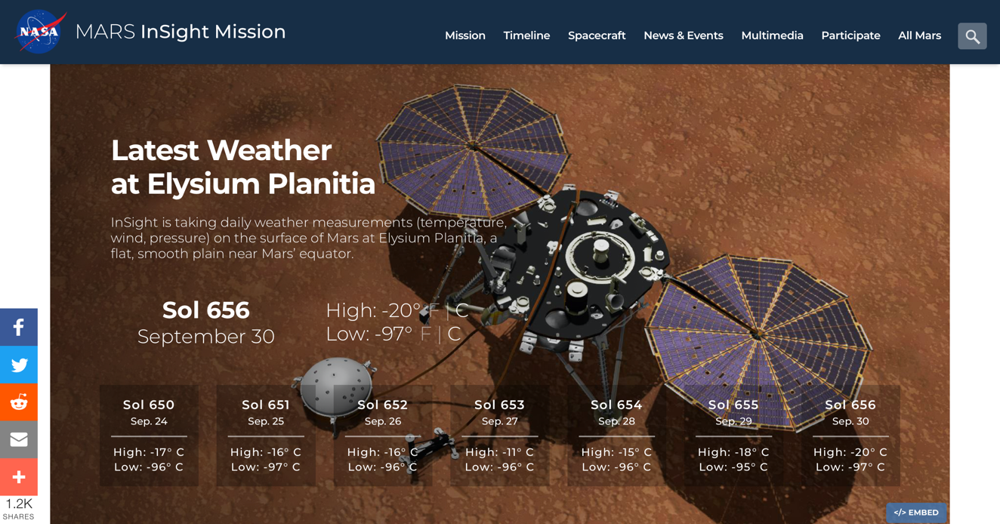 NASA
MARS InSight Mission
Mission Timeline Spacecraft News & Events Multimedia Participate All Mars
Latest Weather
at Elysium Planitia
InSight is taking daily weather measurements (temperature,
wind, pressure) on the surface of Mars at Elysium Planitia, a
flat, smooth plain near Mars’ equator.
Sol 656
September 30
High: -20° F | C
Low: -97° F | C
Sol 650
Sep. 24
High: -17° C
Low: -96° C
Sol 651
Sep. 25
High: -16° C
Low: -97° C
Sol 652
Sep. 26
High: -16° C
Low: -96° C
Sol 653
Sep. 27
High: -11° C
Low: -96° C
Sol 654
Sep. 28
High: -15° C
Low: -96° C
Sol 655
Sep. 29
High: -18° C
Low: -95° C
Sol 656
Sep. 30
High: -20° C
Low: -97° C
1.2K
SHARES
</> EMBED